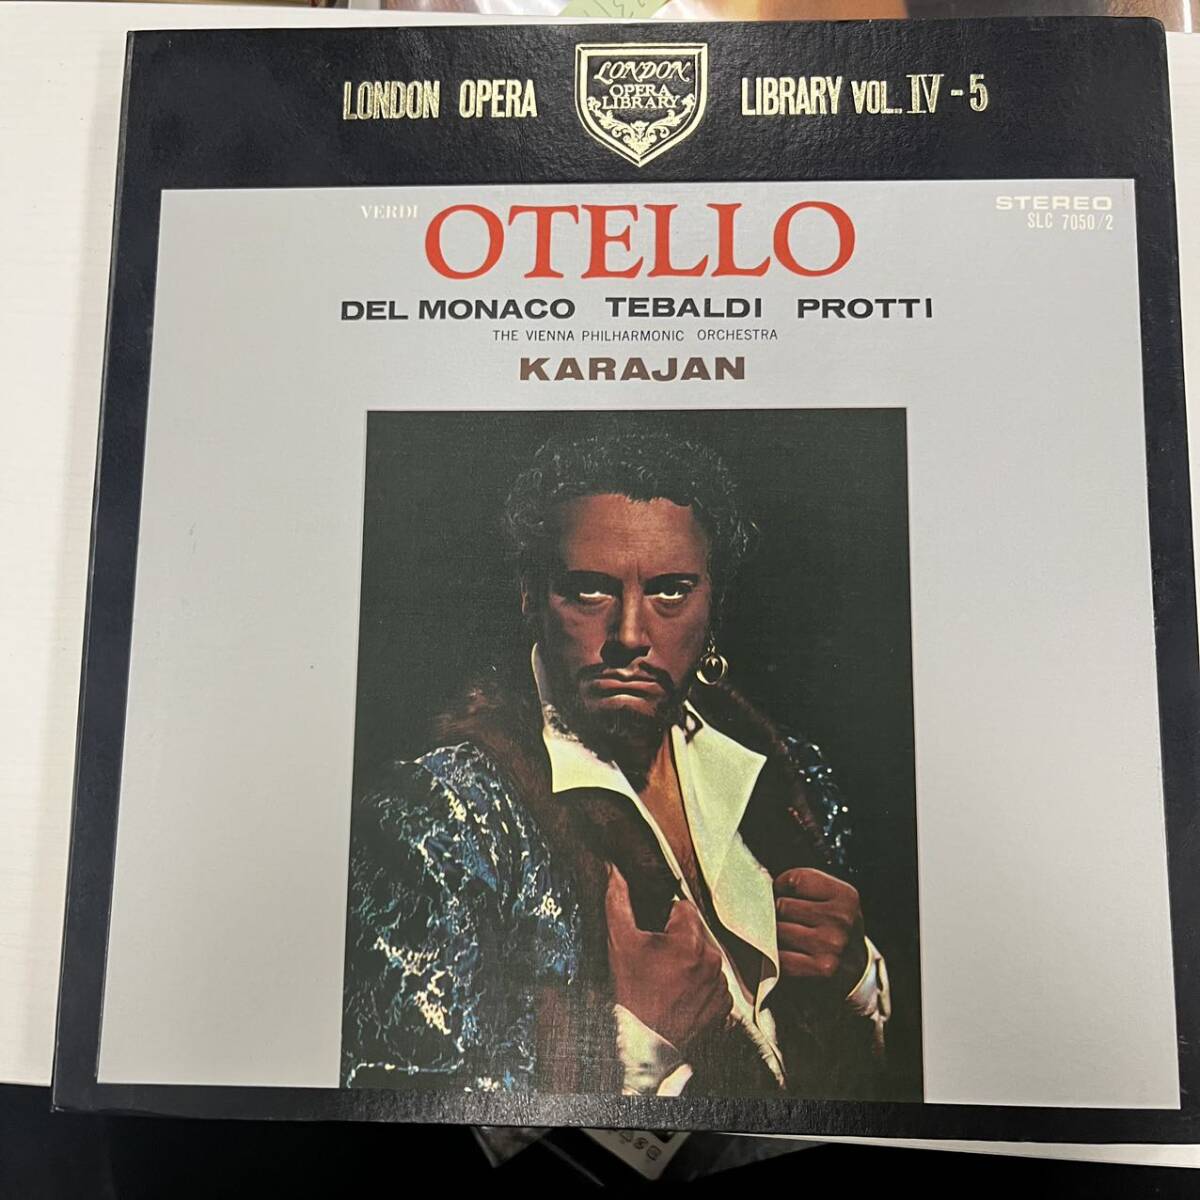 LONDON OPERA
LONDON
OPERA
LIBRARY
LIBRARY VOL. IV - 5
VERDI
OTELLO
STEREO
SLC 7050/2
DEL MONACO TEBALDI PROTTI
THE VIENNA PHILHARMONIC ORCHESTRA
KARAJAN